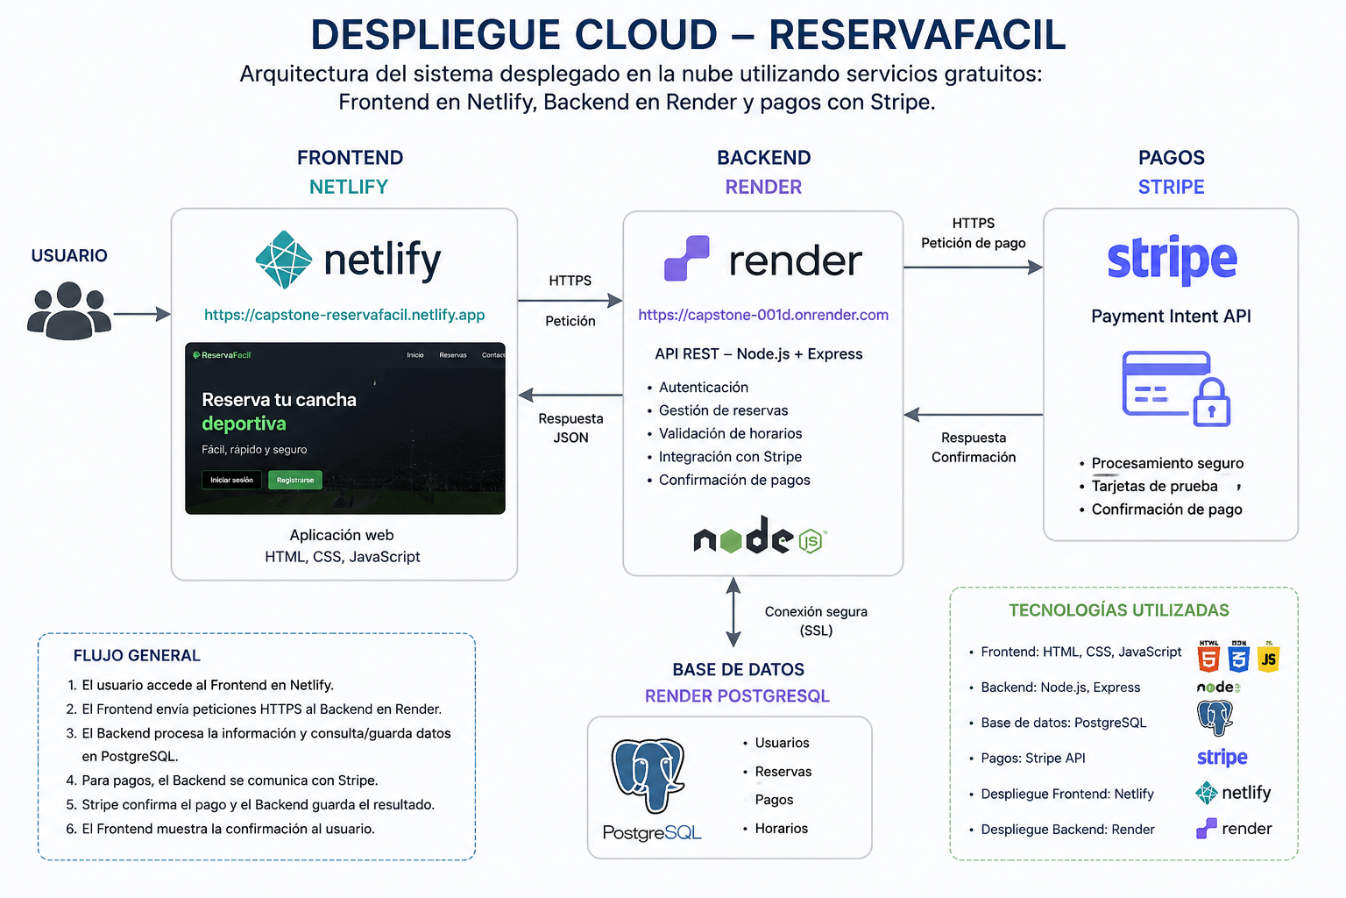 DESPLIEGUE CLOUD – RESERVAFACIL
Arquitectura del sistema desplegado en la nube utilizando servicios gratuitos:
Frontend en Netlify, Backend en Render y pagos con Stripe.
USUARIO
FRONTEND
NETLIFY
netlify
https://capstone-reservafacil.netlify.app
ReservaFacil
Inicio
Reservas
Contac
Reserva tu cancha
deportiva
Fácil, rápido y seguro
Iniciar sesión
Registrarse
Aplicación web
HTML, CSS, JavaScript
HTTPS
Petición
Respuesta
JSON
BACKEND
RENDER
render
https://capstone-001d.onrender.com
API REST – Node.js + Express
• Autenticación
• Gestión de reservas
• Validación de horarios
• Integración con Stripe
• Confirmación de pagos
node
JS
HTTPS
Petición de pago
Respuesta
Confirmación
PAGOS
STRIPE
stripe
Payment Intent API
• Procesamiento seguro
• Tarjetas de prueba
• Confirmación de pago
Conexión segura
(SSL)
BASE DE DATOS
RENDER POSTGRESQL
PostgreSQL
• Usuarios
• Reservas
Pagos
• Horarios
FLUJO GENERAL
1. El usuario accede al Frontend en Netlify.
2. El Frontend envía peticiones HTTPS al Backend en Render.
3. El Backend procesa la información y consulta/guarda datos
en PostgreSQL.
4. Para pagos, el Backend se comunica con Stripe.
5. Stripe confirma el pago y el Backend guarda el resultado.
6. El Frontend muestra la confirmación al usuario.
TECNOLOGÍAS UTILIZADAS
• Frontend: HTML, CSS, JavaScript
HTML
5
3
JS
• Backend: Node.js, Express
node
• Base de datos: PostgreSQL
• Pagos: Stripe API
stripe
• Despliegue Frontend: Netlify
netlify
• Despliegue Backend: Render
render